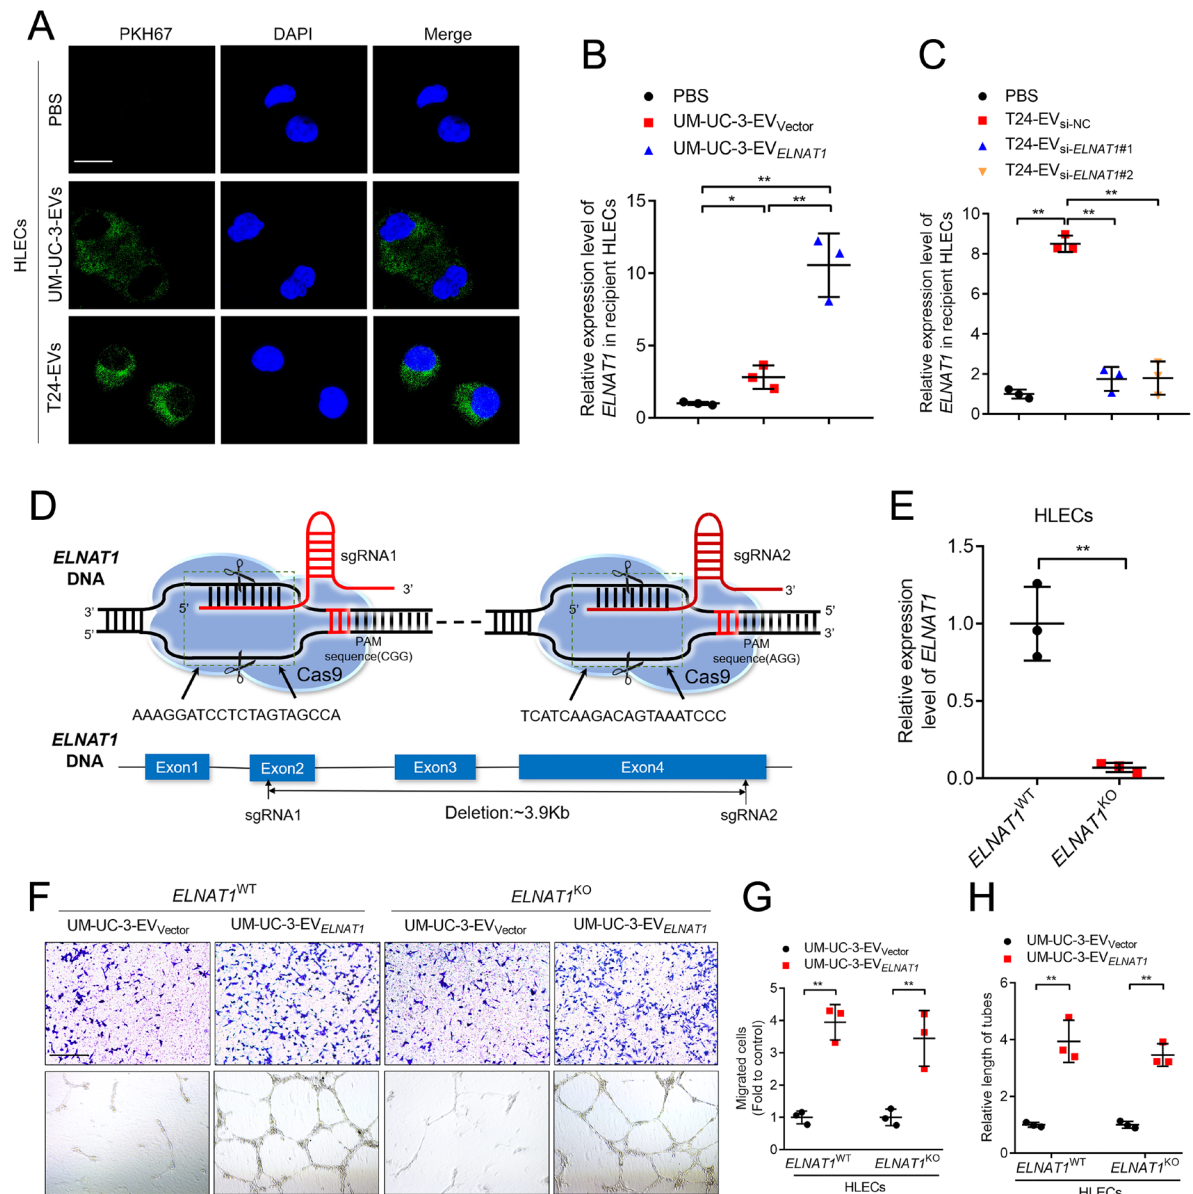 A
PKH67 DAPI Merge
HLECs
PBS
UM-UC-3-EVs
T24-EVs
B
PBS
UM-UC-3-EVVector
UM-UC-3-EVELNAT1
Relative expression level of
ELNAT1 in recipient HLECs
** 
* **
15
10
5
0
C
PBS
T24-EVsi-NC
T24-EVsi-ELNAT1#1
T24-EVsi-ELNAT1#2
Relative expression level of
ELNAT1 in recipient HLECs
**
** **
10
8
6
4
2
0
D
ELNAT1
DNA
sgRNA1
3'
5'
3'
5'
PAM
sequence(CGG)
Cas9
AAAGGATCCTCTAGTAGCCA
sgRNA2
3'
5'
5'
3'
PAM
sequence(AGG)
Cas9
TCATCAAGACAGTAAATCCC
ELNAT1
DNA
Exon1 Exon2 Exon3 Exon4
sgRNA1 Deletion:~3.9Kb sgRNA2
E
HLECs
Relative expression
level of ELNAT1
**
1.5
1.0
0.5
0.0
ELNAT1WT
ELNAT1KO
F
ELNAT1WT ELNAT1KO
UM-UC-3-EVVector UM-UC-3-EVELNAT1 UM-UC-3-EVVector UM-UC-3-EVELNAT1
G
UM-UC-3-EVVector
UM-UC-3-EVELNAT1
Migrated cells
(Fold to control)
** **
5
4
3
2
1
0
ELNAT1WT ELNAT1KO
HLECs
H
UM-UC-3-EVVector
UM-UC-3-EVELNAT1
Relative length of tubes
** **
6
4
2
0
ELNAT1WT ELNAT1KO
HLECs